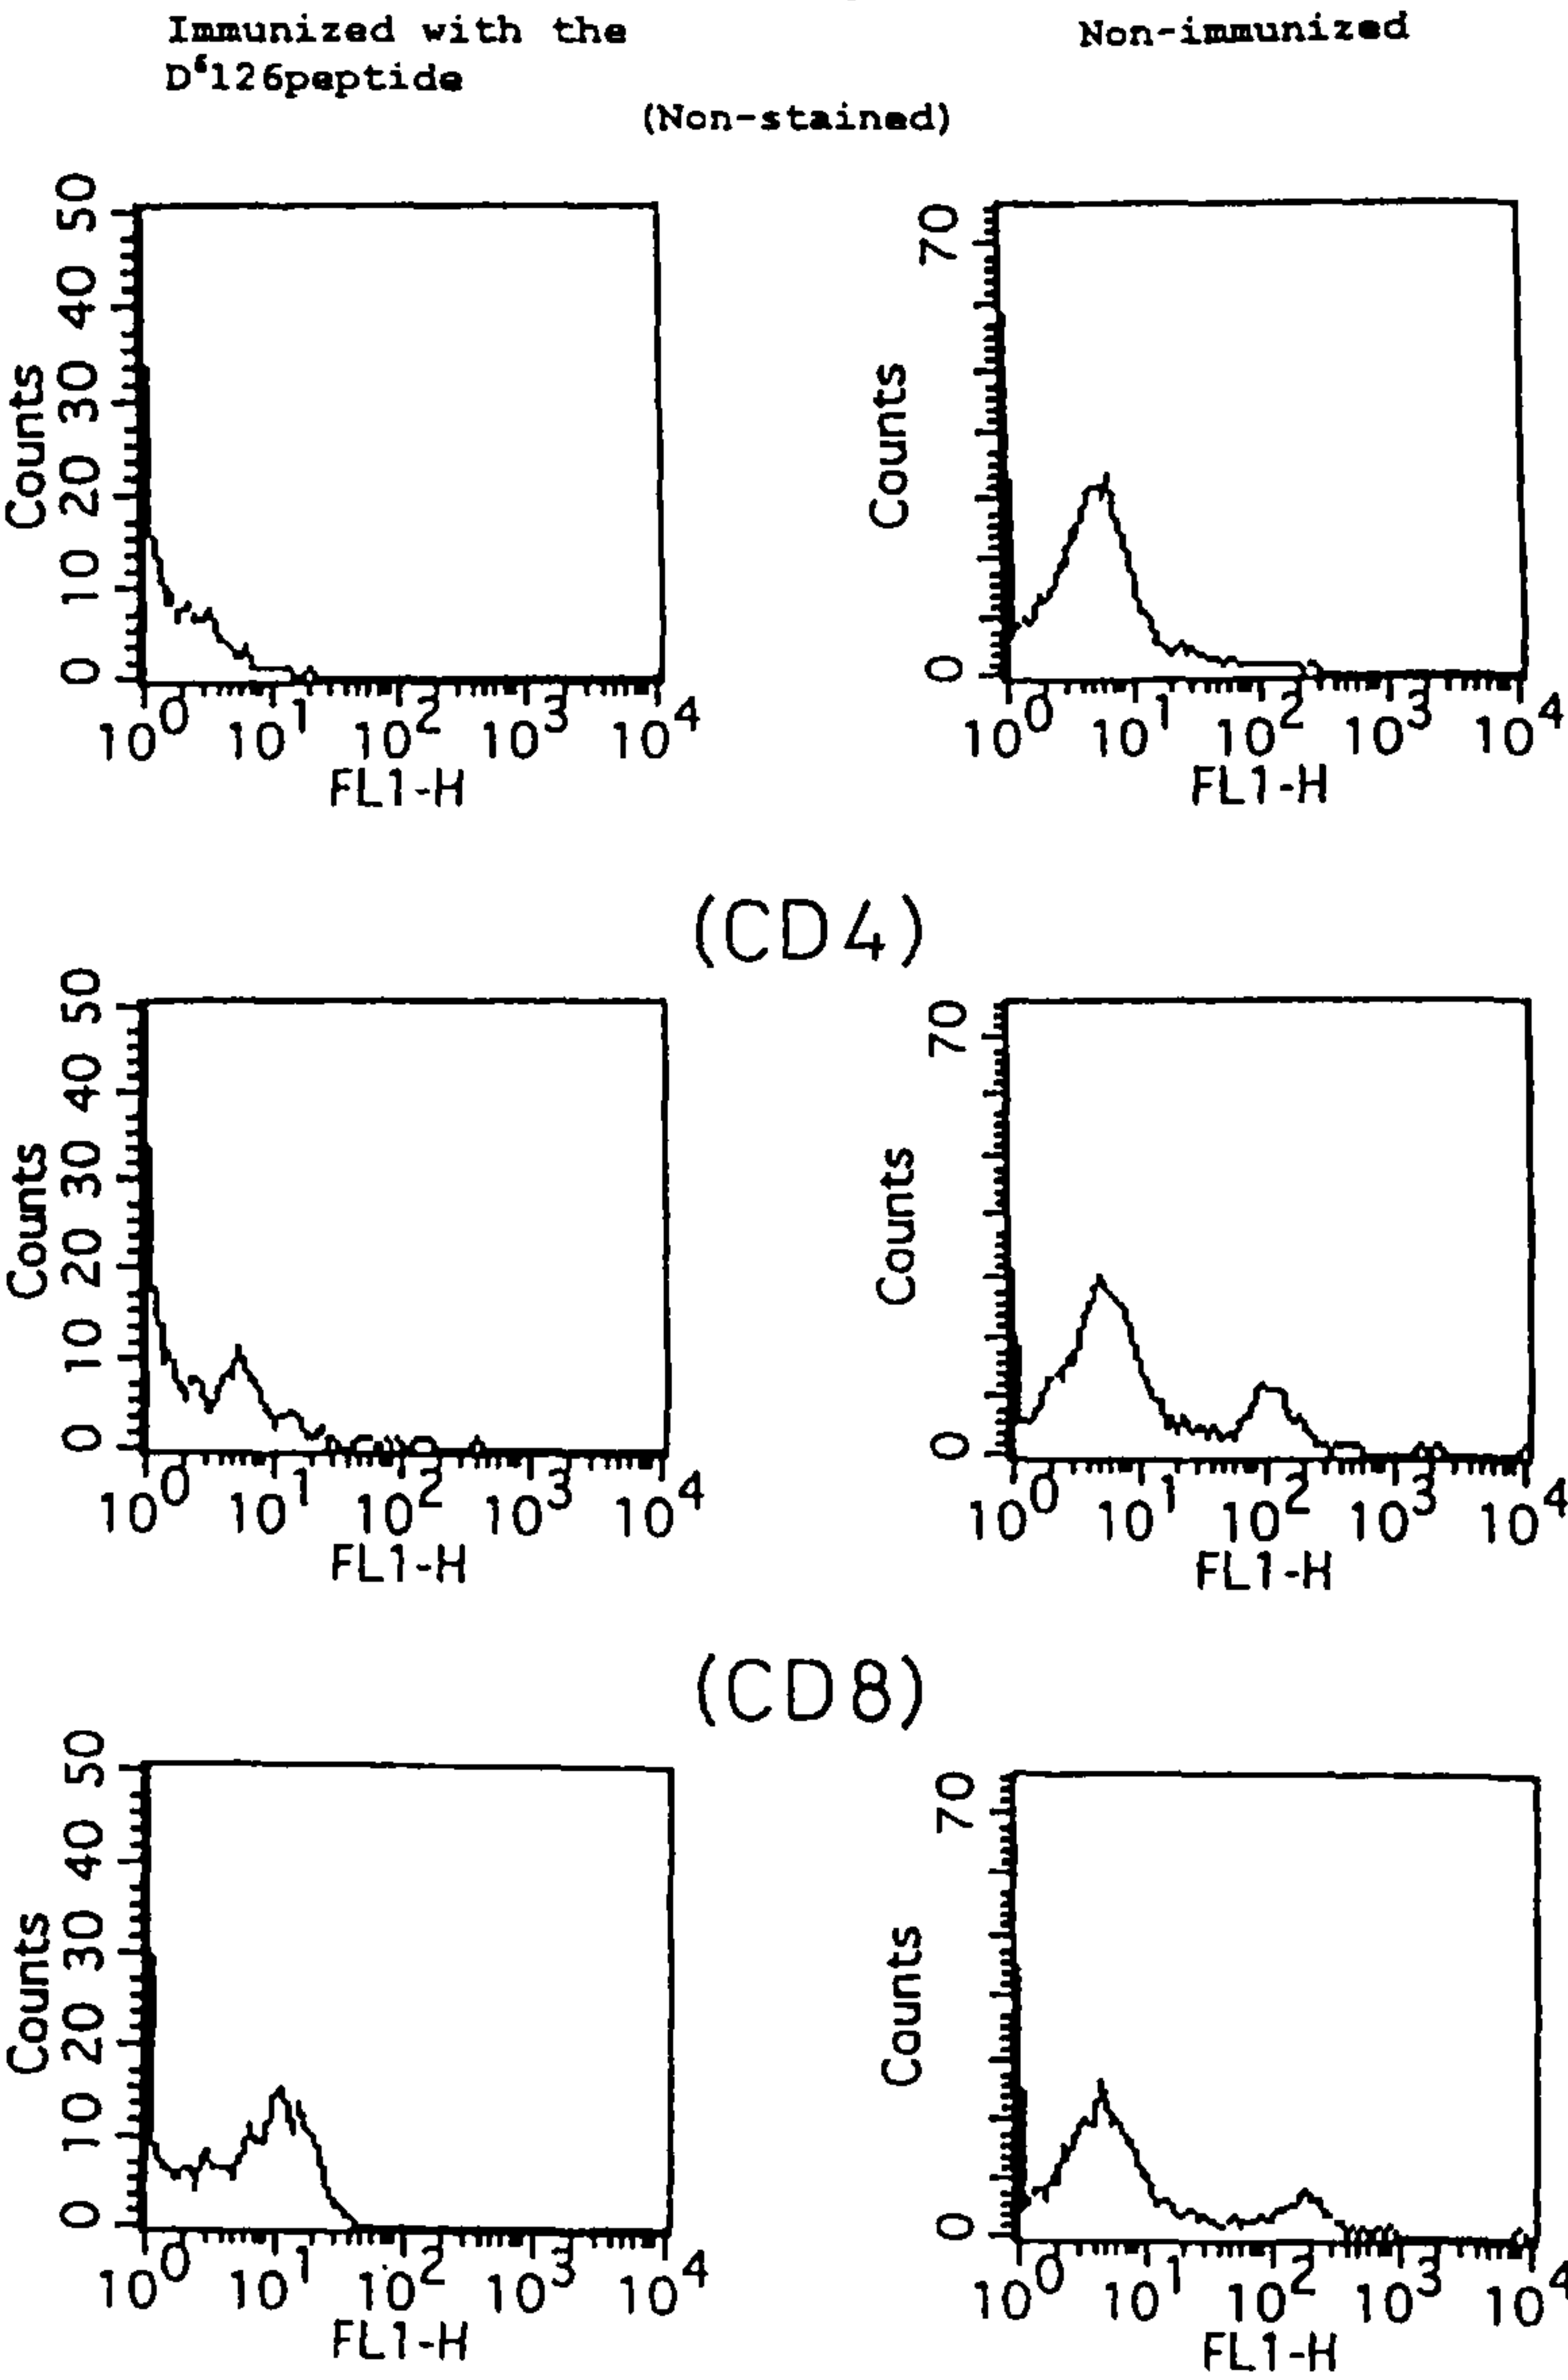 Immunized with the
D⁶126peptide
Non-immunized
(Non-stained)
Counts
0 10 20 30 40 50
10⁰ 10¹ 10² 10³ 10⁴
FL1-H
Counts
0 70
10⁰ 10¹ 10² 10³ 10⁴
FL1-H
(CD4)
Counts
0 10 20 30 40 50
10⁰ 10¹ 10² 10³ 10⁴
FL1-H
Counts
0 70
10⁰ 10¹ 10² 10³ 10⁴
FL1-H
(CD8)
Counts
0 10 20 30 40 50
10⁰ 10¹ 10² 10³ 10⁴
FL1-H
Counts
0 70
10⁰ 10¹ 10² 10³ 10⁴
FL1-H